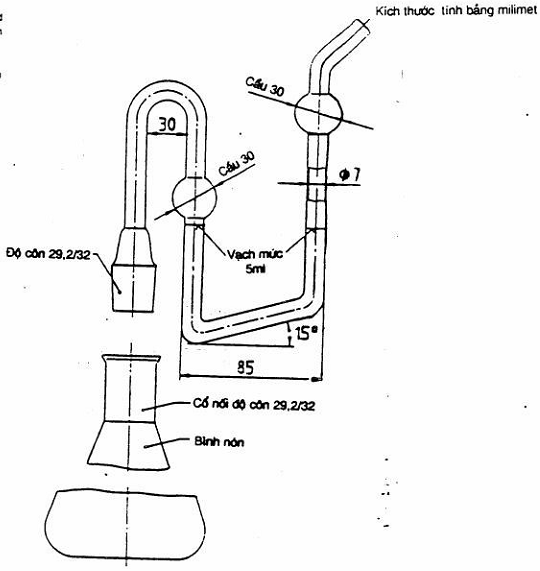 Kích thước tính bằng milimet
Cầu 30
30
Cầu 30
ϕ7
Độ côn 29,2/32
Vạch mức
5ml
15°
85
Cổ nối độ côn 29,2/32
Bình nón